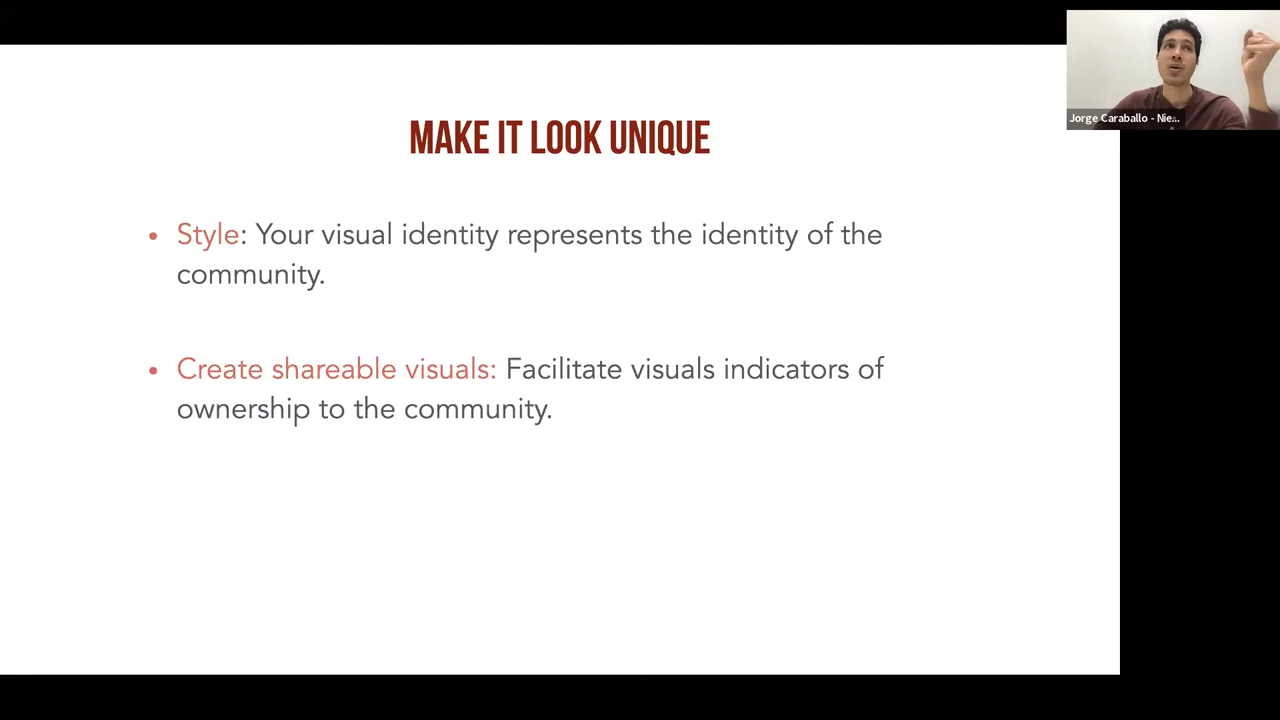 MAKE IT LOOK UNIQUE
• Style: Your visual identity represents the identity of the
community.
• Create shareable visuals: Facilitate visuals indicators of
ownership to the community.
Jorge Caraballo - Nie...